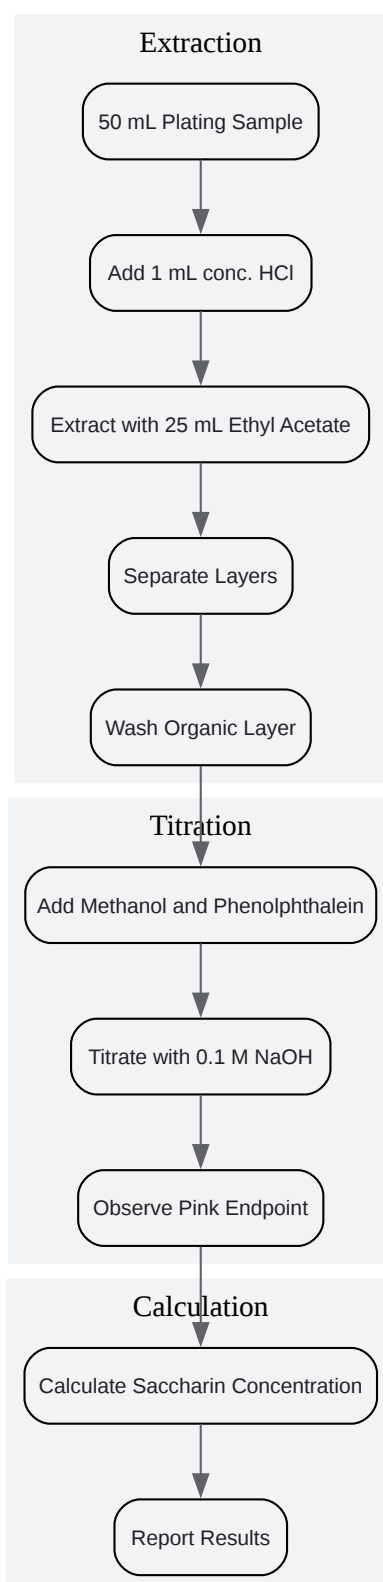 Extraction
50 mL Plating Sample
Add 1 mL conc. HCl
Extract with 25 mL Ethyl Acetate
Separate Layers
Wash Organic Layer
Titration
Add Methanol and Phenolphthalein
Titrate with 0.1 M NaOH
Observe Pink Endpoint
Calculation
Calculate Saccharin Concentration
Report Results